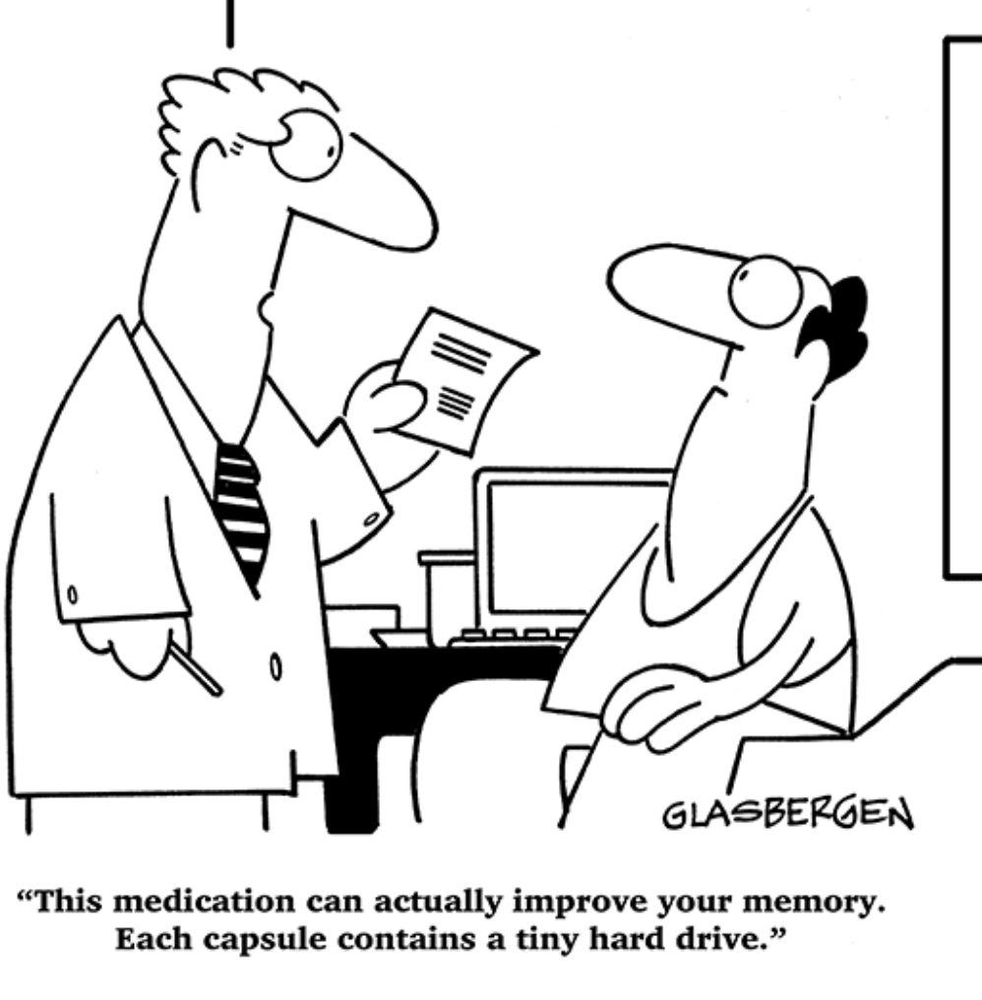 GLASBERGEN
“This medication can actually improve your memory.
Each capsule contains a tiny hard drive.”